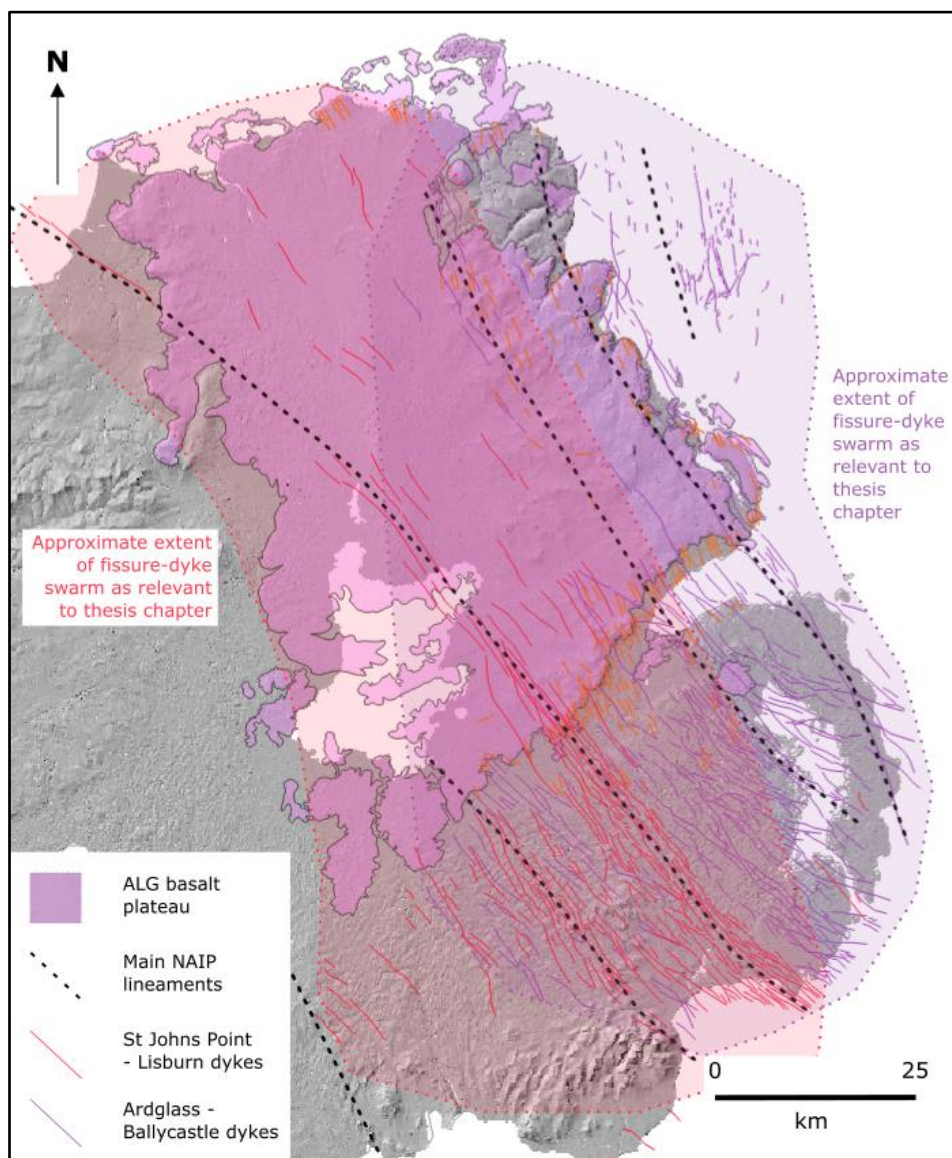 N
Approximate
extent of
fissure-dyke
swarm as
relevant to
thesis
chapter
Approximate extent
of fissure-dyke
swarm as relevant
to thesis chapter
ALG basalt
plateau
Main NAIP
lineaments
St Johns Point
- Lisburn dykes
Ardglass -
Ballycastle dykes
0 25
km